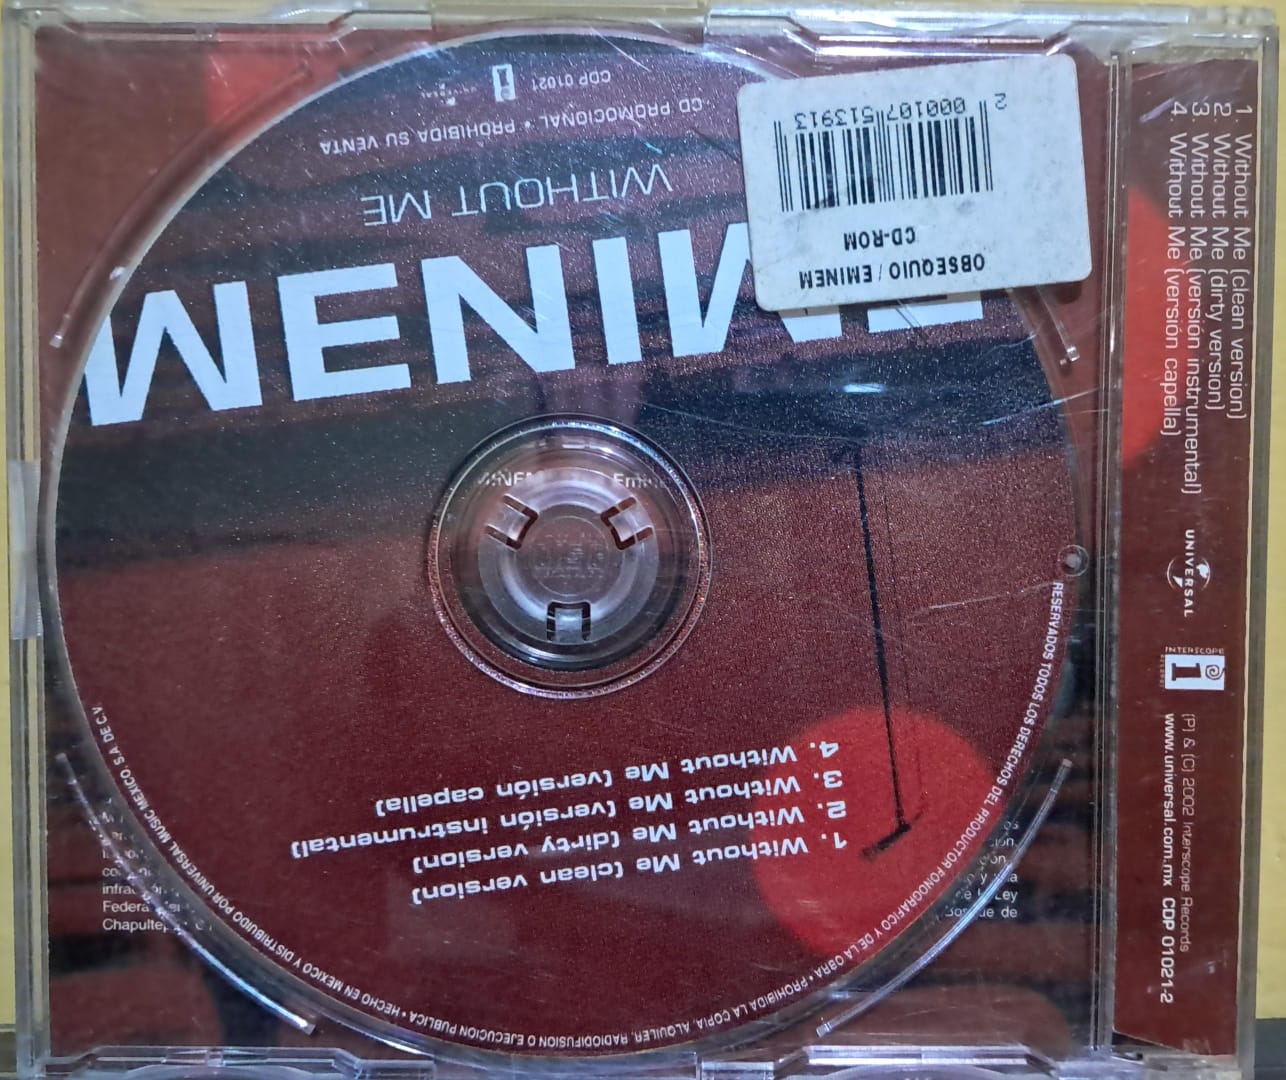 OBSEQUIO / EMINEM
CD-ROM
2 000107 513913
EMINEM
WITHOUT ME
CD PROMOCIONAL • PROHIBIDA SU VENTA
UNIVERSAL
CDP 01021
1. Without Me (clean version)
2. Without Me (dirty version)
3. Without Me (versión instrumental)
4. Without Me (versión capella)
RESERVADOS TODOS LOS DERECHOS DEL PRODUCTOR FONOGRAFICO Y DE LA OBRA • PROHIBIDA LA COPIA, ALQUILER, RADIODIFUSION O EJECUCION PUBLICA • HECHO EN MEXICO Y DISTRIBUIDO POR UNIVERSAL MUSIC MEXICO, S.A. DE C.V.
1. Without Me (clean version)
2. Without Me (dirty version)
3. Without Me (versión instrumental)
4. Without Me (versión capella)
UNIVERSAL
INTERSCOPE
(P) & (C) 2002 Interscope Records
www.universal.com.mx CDP 01021-2
Ley
de